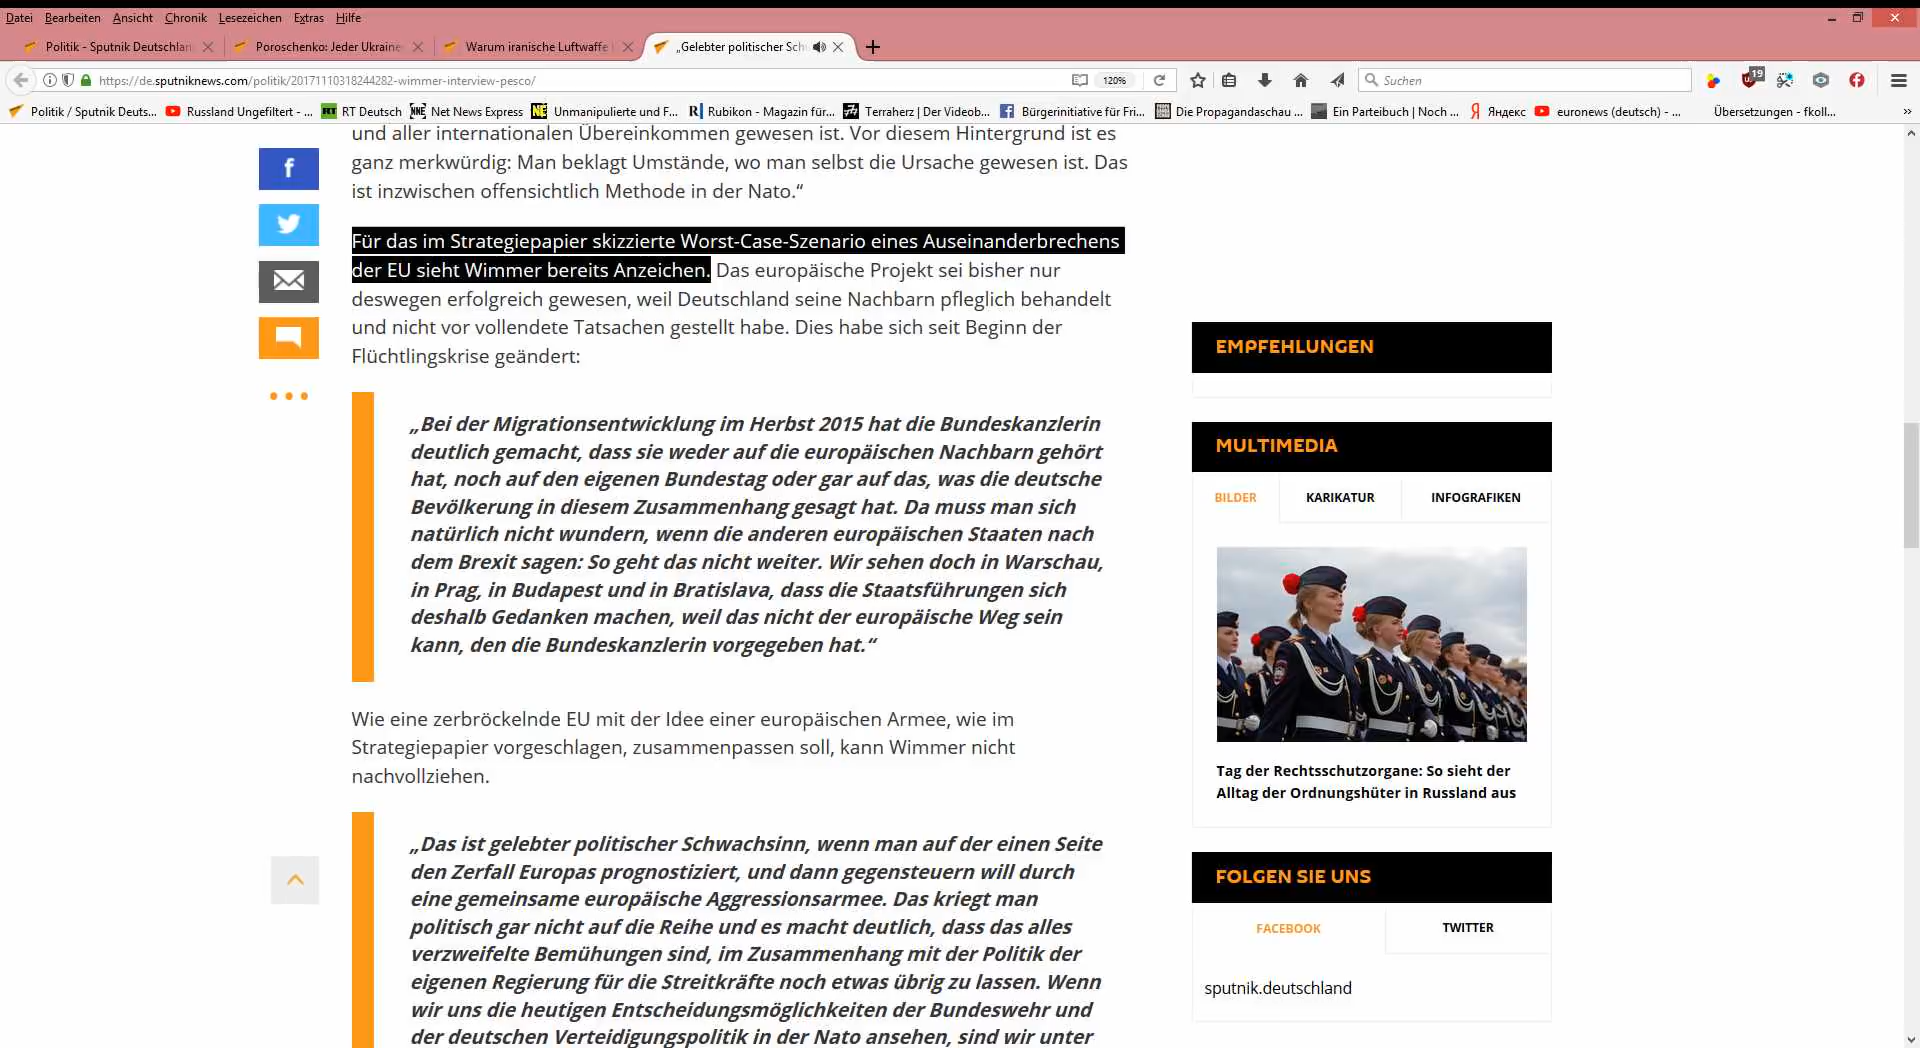 Datei Bearbeiten Ansicht Chronik Lesezeichen Extras Hilfe
Politik - Sputnik Deutschlan
Poroschenko: Jeder Ukraine
Warum iranische Luftwaffe
„Gelebter politischer Sch
https://de.sputniknews.com/politik/20171110318244282-wimmer-interview-pesco/
120%
Suchen
19
Politik / Sputnik Deuts... Russland Ungefiltert - ... RT Deutsch Net News Express Unmanipulierte und F... Rubikon - Magazin für... Terraherz | Der Videob... Bürgerinitiative für Fri... Die Propagandaschau ... Ein Parteibuch | Noch ... Яндекс euronews (deutsch) - ... Übersetzungen - fkoll...
und aller internationalen Übereinkommen gewesen ist. Vor diesem Hintergrund ist es
ganz merkwürdig: Man beklagt Umstände, wo man selbst die Ursache gewesen ist. Das
ist inzwischen offensichtlich Methode in der Nato.“
Für das im Strategiepapier skizzierte Worst-Case-Szenario eines Auseinanderbrechens
der EU sieht Wimmer bereits Anzeichen. Das europäische Projekt sei bisher nur
deswegen erfolgreich gewesen, weil Deutschland seine Nachbarn pfleglich behandelt
und nicht vor vollendete Tatsachen gestellt habe. Dies habe sich seit Beginn der
Flüchtlingskrise geändert:
„Bei der Migrationsentwicklung im Herbst 2015 hat die Bundeskanzlerin
deutlich gemacht, dass sie weder auf die europäischen Nachbarn gehört
hat, noch auf den eigenen Bundestag oder gar auf das, was die deutsche
Bevölkerung in diesem Zusammenhang gesagt hat. Da muss man sich
natürlich nicht wundern, wenn die anderen europäischen Staaten nach
dem Brexit sagen: So geht das nicht weiter. Wir sehen doch in Warschau,
in Prag, in Budapest und in Bratislava, dass die Staatsführungen sich
deshalb Gedanken machen, weil das nicht der europäische Weg sein
kann, den die Bundeskanzlerin vorgegeben hat.“
Wie eine zerbröckelnde EU mit der Idee einer europäischen Armee, wie im
Strategiepapier vorgeschlagen, zusammenpassen soll, kann Wimmer nicht
nachvollziehen.
„Das ist gelebter politischer Schwachsinn, wenn man auf der einen Seite
den Zerfall Europas prognostiziert, und dann gegensteuern will durch
eine gemeinsame europäische Aggressionsarmee. Das kriegt man
politisch gar nicht auf die Reihe und es macht deutlich, dass das alles
verzweifelte Bemühungen sind, im Zusammenhang mit der Politik der
eigenen Regierung für die Streitkräfte noch etwas übrig zu lassen. Wenn
wir uns die heutigen Entscheidungsmöglichkeiten der Bundeswehr und
der deutschen Verteidigungspolitik in der Nato ansehen, sind wir unter
EMPFEHLUNGEN
MULTIMEDIA
BILDER KARIKATUR INFOGRAFIKEN
Tag der Rechtsschutzorgane: So sieht der
Alltag der Ordnungshüter in Russland aus
FOLGEN SIE UNS
FACEBOOK TWITTER
sputnik.deutschland